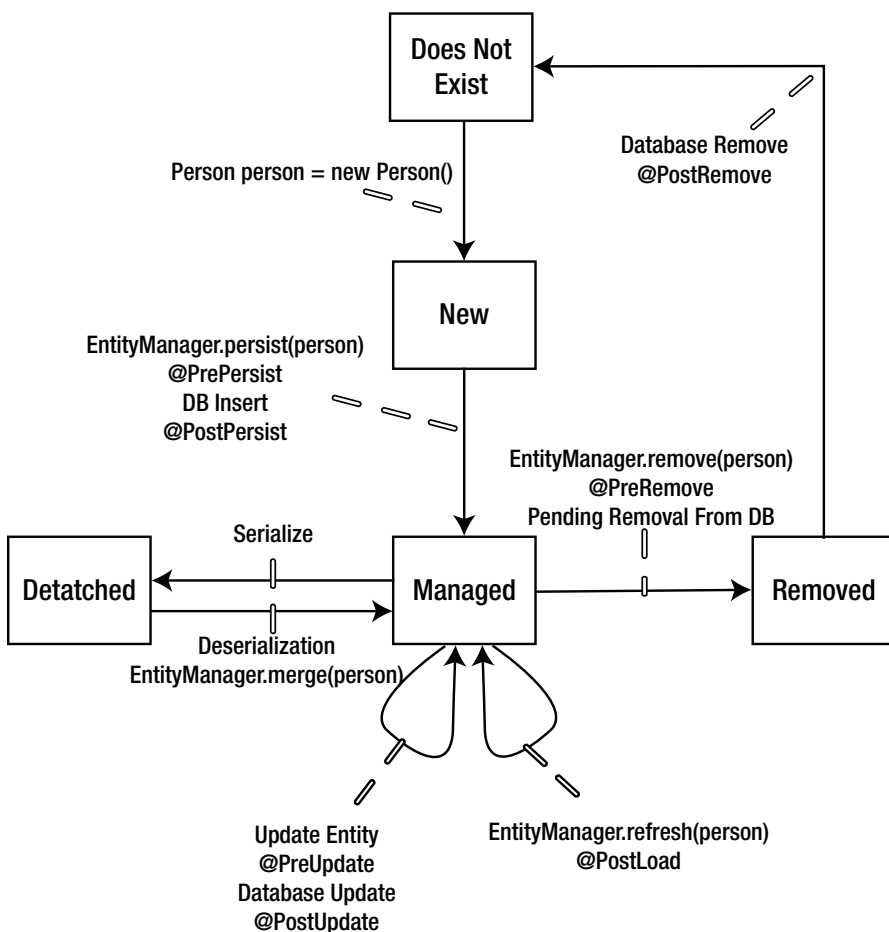 Does Not
Exist
Database Remove
@PostRemove
Person person = new Person()
New
EntityManager.persist(person)
@PrePersist
DB Insert
@PostPersist
EntityManager.remove(person)
@PreRemove
Pending Removal From DB
Serialize
Detatched
Managed
Removed
Deserialization
EntityManager.merge(person)
Update Entity
@PreUpdate
Database Update
@PostUpdate
EntityManager.refresh(person)
@PostLoad